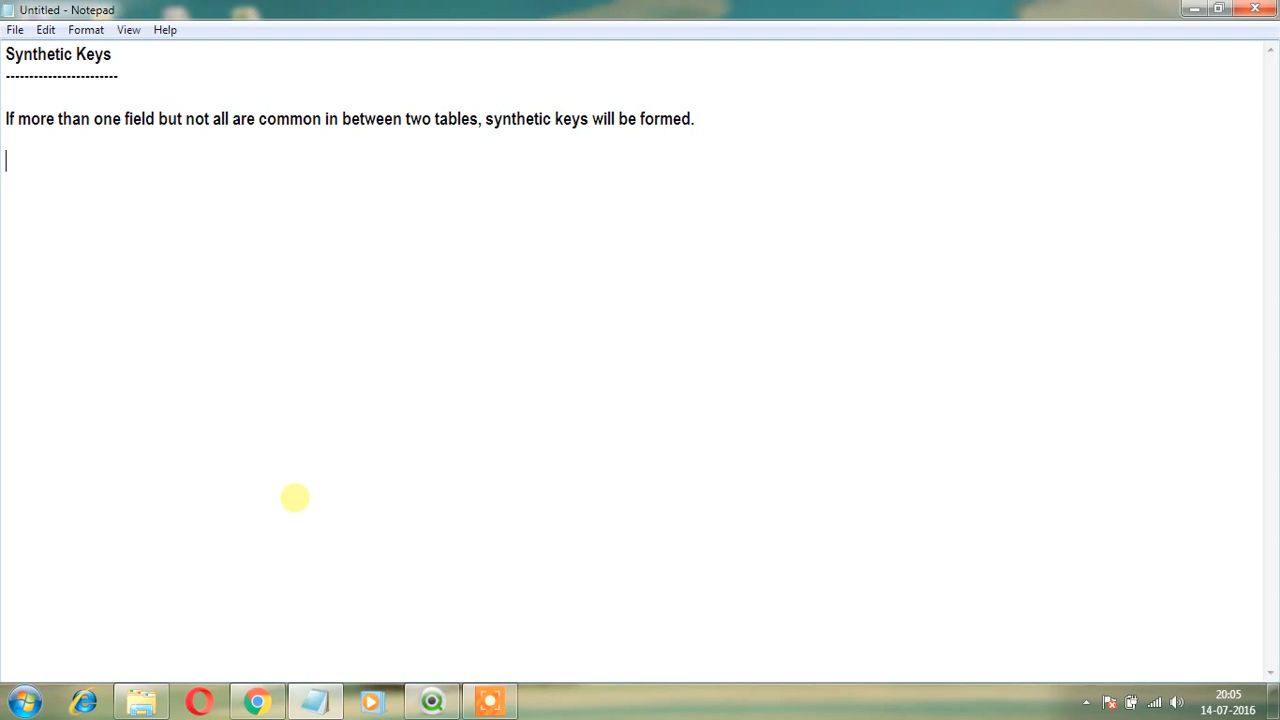 Untitled - Notepad
File Edit Format View Help
Synthetic Keys
------------------------
If more than one field but not all are common in between two tables, synthetic keys will be formed.
20:05
14-07-2016